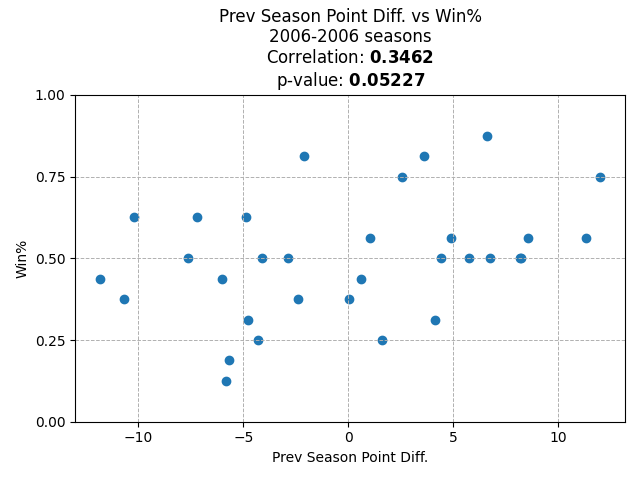 Prev Season Point Diff. vs Win%
2006-2006 seasons
Correlation: 0.3462
p-value: 0.05227
1.00
0.75
0.50
0.25
0.00
Win%
−10
−5
0
5
10
Prev Season Point Diff.